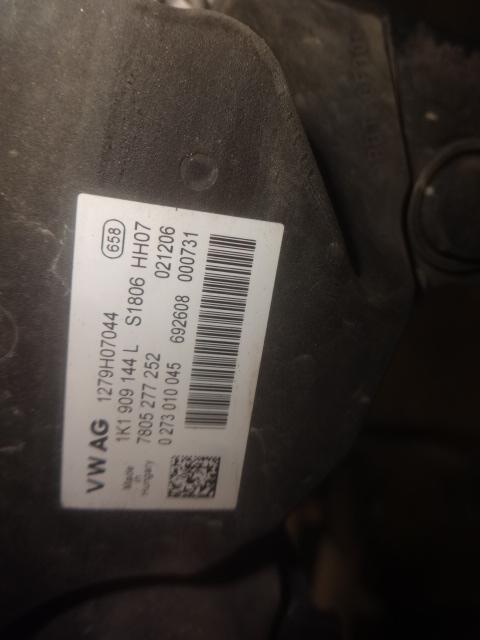 VW AG 1279H07044 658
1K1 909 144 L S1806 HH07
7805 277 252 021206
0 273 010 045 692608 000731
Made
in
Hungary